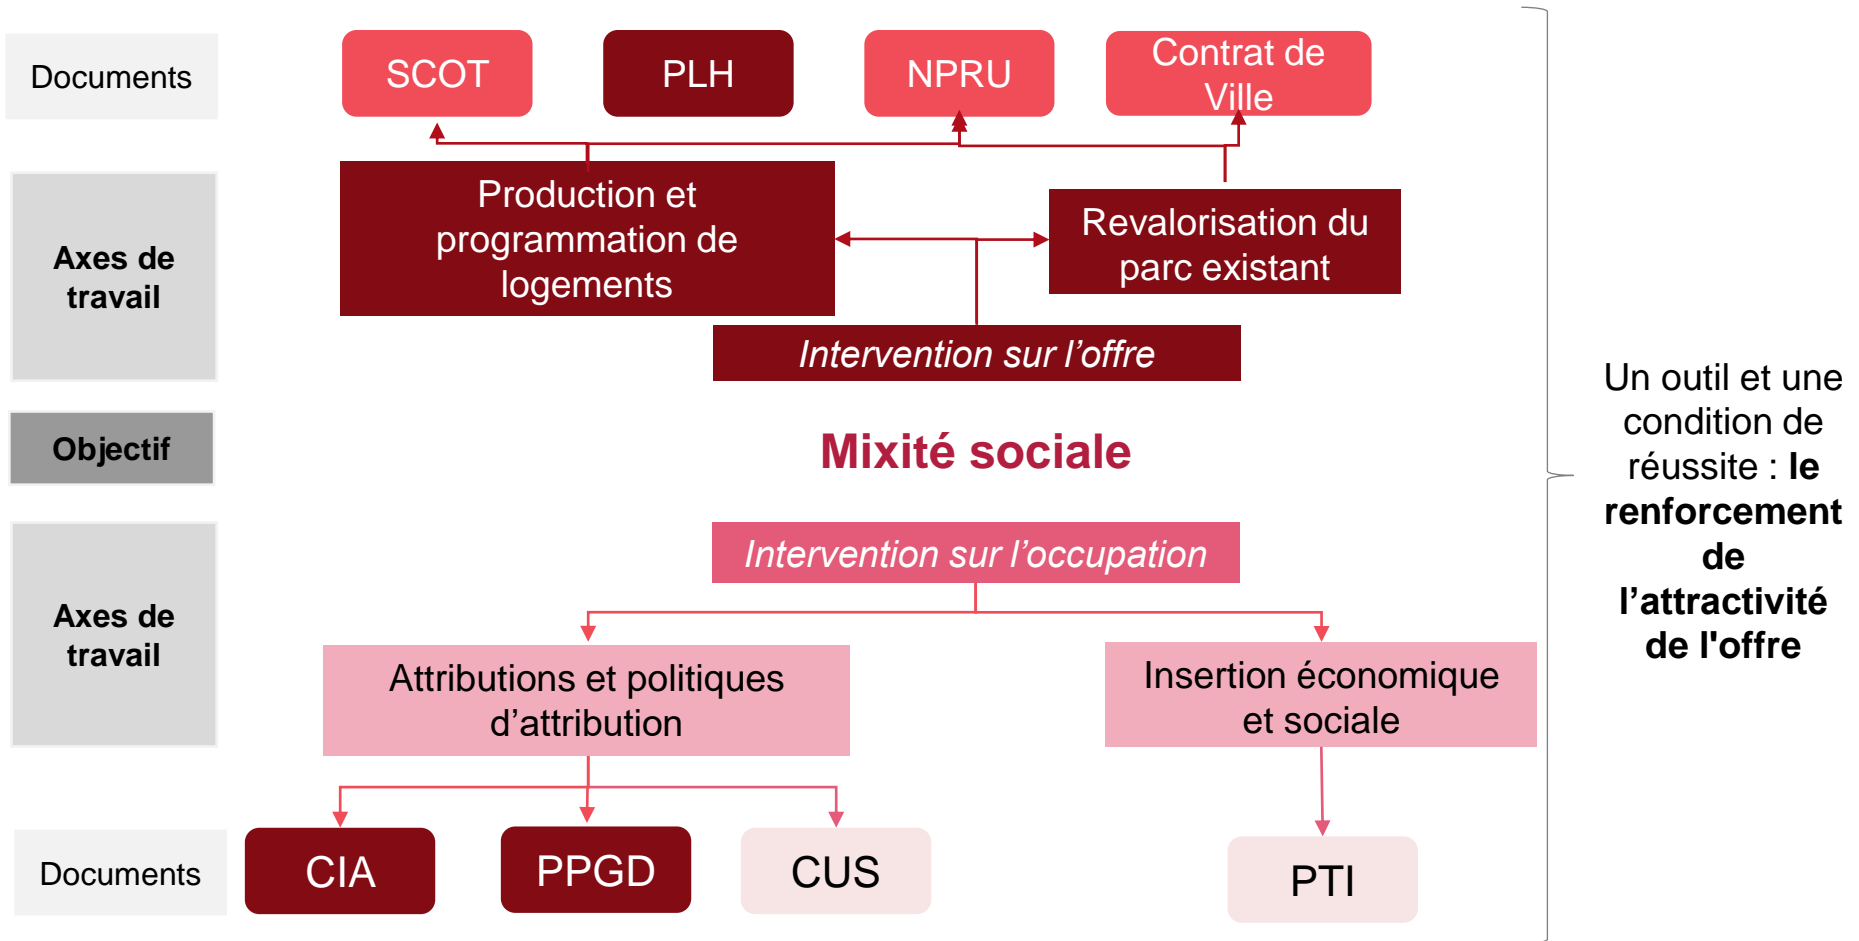 Documents
SCOT
PLH
NPRU
Contrat de
Ville
Axes de
travail
Production et
programmation de
logements
Revalorisation du
parc existant
Intervention sur l’offre
Objectif
Mixité sociale
Un outil et une
condition de
réussite : le
renforcement
de
l’attractivité
de l'offre
Axes de
travail
Intervention sur l’occupation
Attributions et politiques
d’attribution
Insertion économique
et sociale
Documents
CIA
PPGD
CUS
PTI